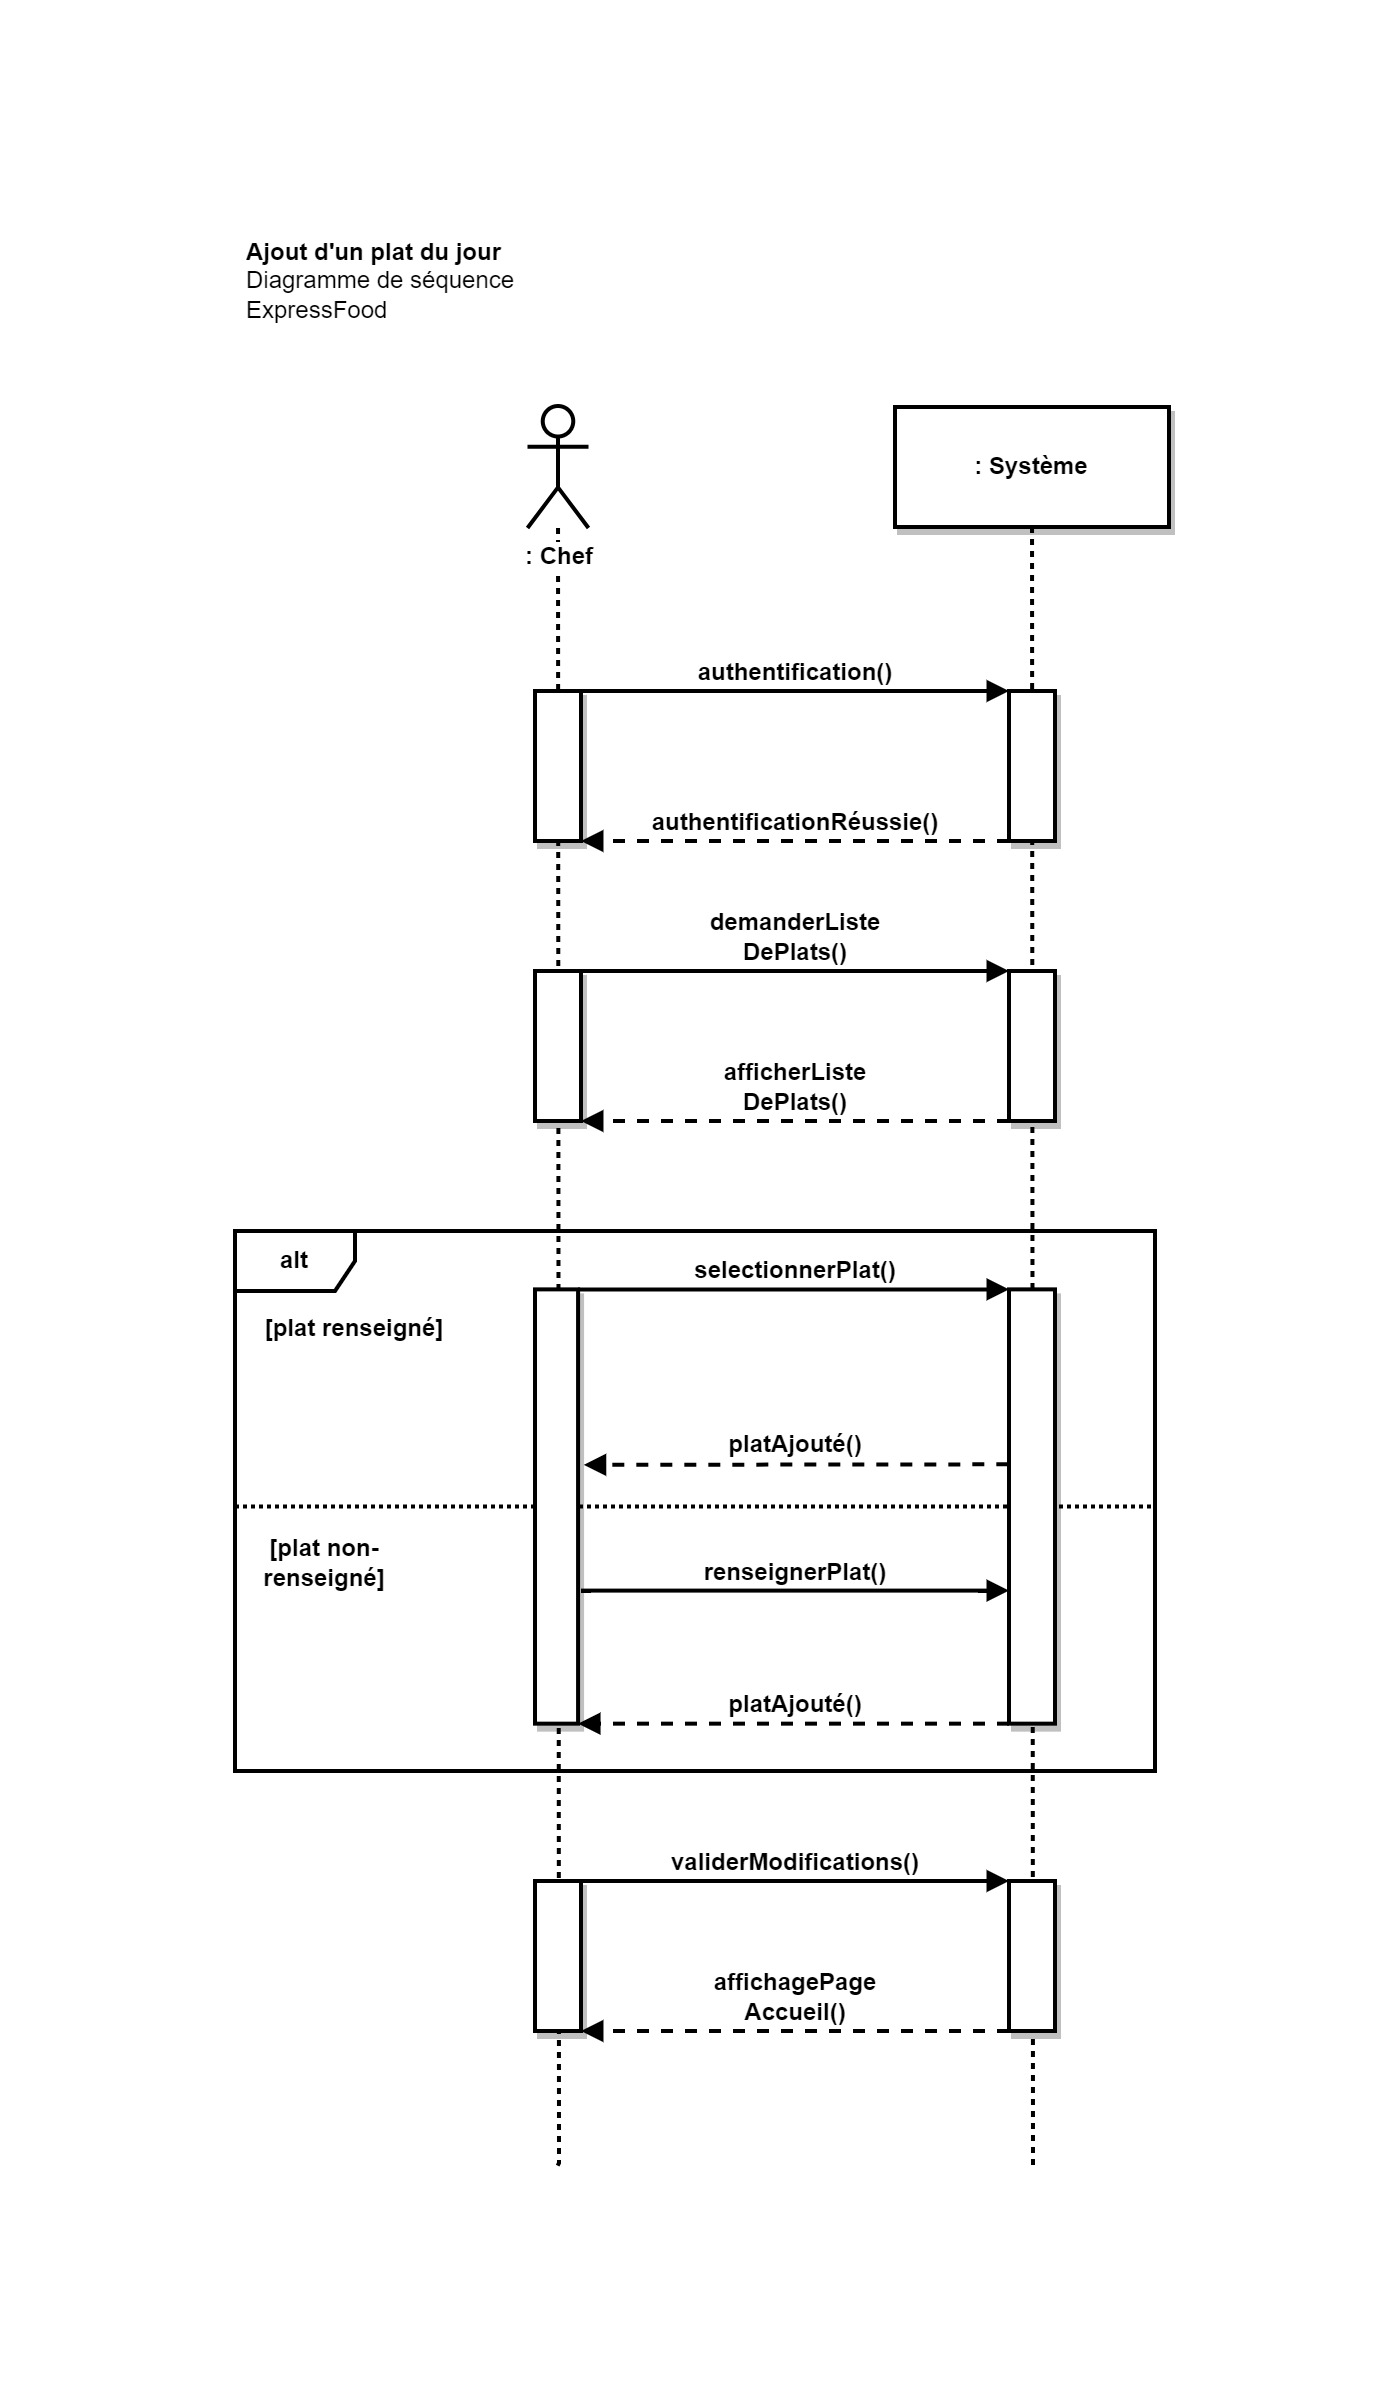 Ajout d'un plat du jour
Diagramme de séquence
ExpressFood
: Système
: Chef
authentification()
authentificationRéussie()
demanderListe
DePlats()
afficherListe
DePlats()
alt
selectionnerPlat()
[plat renseigné]
platAjouté()
[plat non-
renseigné]
renseignerPlat()
platAjouté()
validerModifications()
affichagePage
Accueil()